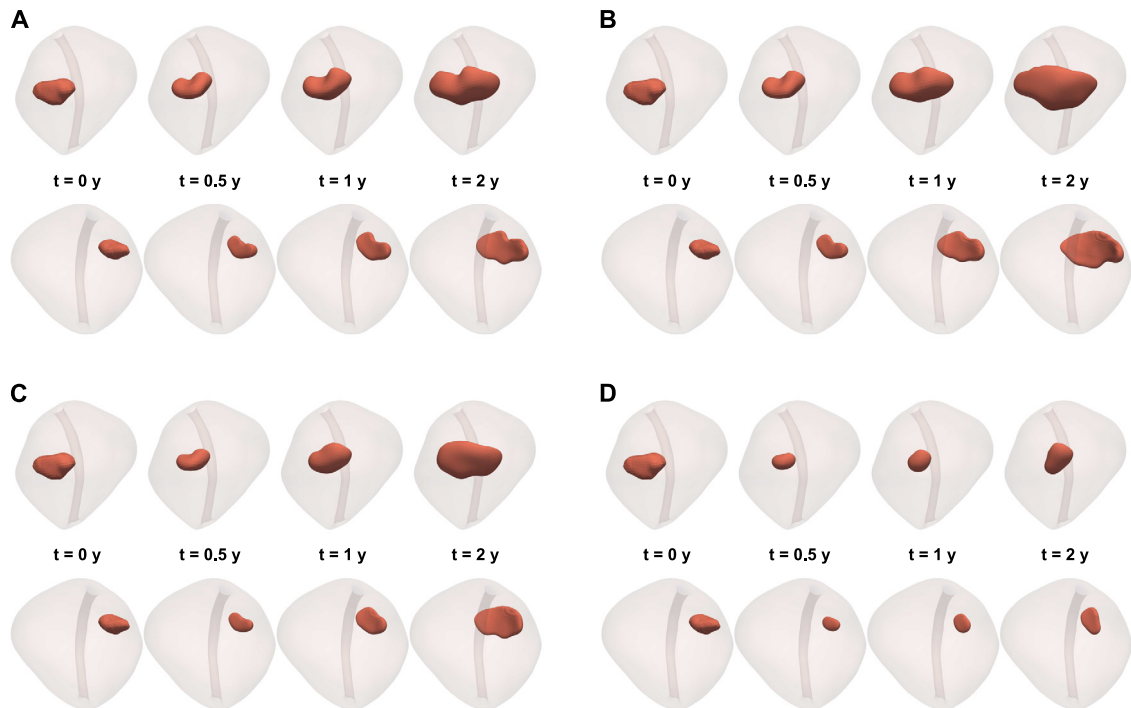 A
B
t = 0 y t = 0.5 y t = 1 y t = 2 y
t = 0 y t = 0.5 y t = 1 y t = 2 y
C
D
t = 0 y t = 0.5 y t = 1 y t = 2 y
t = 0 y t = 0.5 y t = 1 y t = 2 y